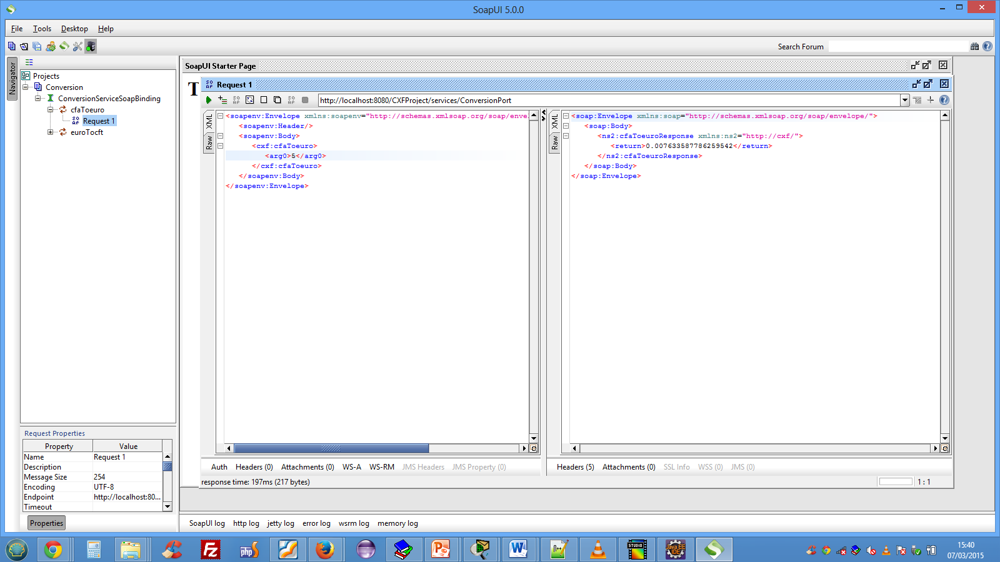 SoapUI 5.0.0
File Tools Desktop Help
Search Forum
Navigator
Projects
Conversion
ConversionServiceSoapBinding
cfaToeuro
Request 1
euroTocft
SoapUI Starter Page
T
Request 1
http://localhost:8080/CXFProject/services/ConversionPort
XML
Raw
<soapenv:Envelope xmlns:soapenv="http://schemas.xmlsoap.org/soap/enve
<soapenv:Header/>
<soapenv:Body>
<cxf:cfaToeuro>
<arg0>5</arg0>
</cxf:cfaToeuro>
</soapenv:Body>
</soapenv:Envelope>
XML
Raw
<soap:Envelope xmlns:soap="http://schemas.xmlsoap.org/soap/envelope/">
<soap:Body>
<ns2:cfaToeuroResponse xmlns:ns2="http://cxf/">
<return>0.007633587786259542</return>
</ns2:cfaToeuroResponse>
</soap:Body>
</soap:Envelope>
Auth Headers (0) Attachments (0) WS-A WS-RM JMS Headers JMS Property (0)
Headers (5) Attachments (0) SSL Info WSS (0) JMS (0)
response time: 197ms (217 bytes)
1 : 1
Request Properties
Property Value
Name Request 1
Description
Message Size 254
Encoding UTF-8
Endpoint http://localhost:80...
Timeout
Properties
SoapUI log http log jetty log error log wsrm log memory log
Fz
php5
STUDIO
Java EE
IDE
15:40
07/03/2015